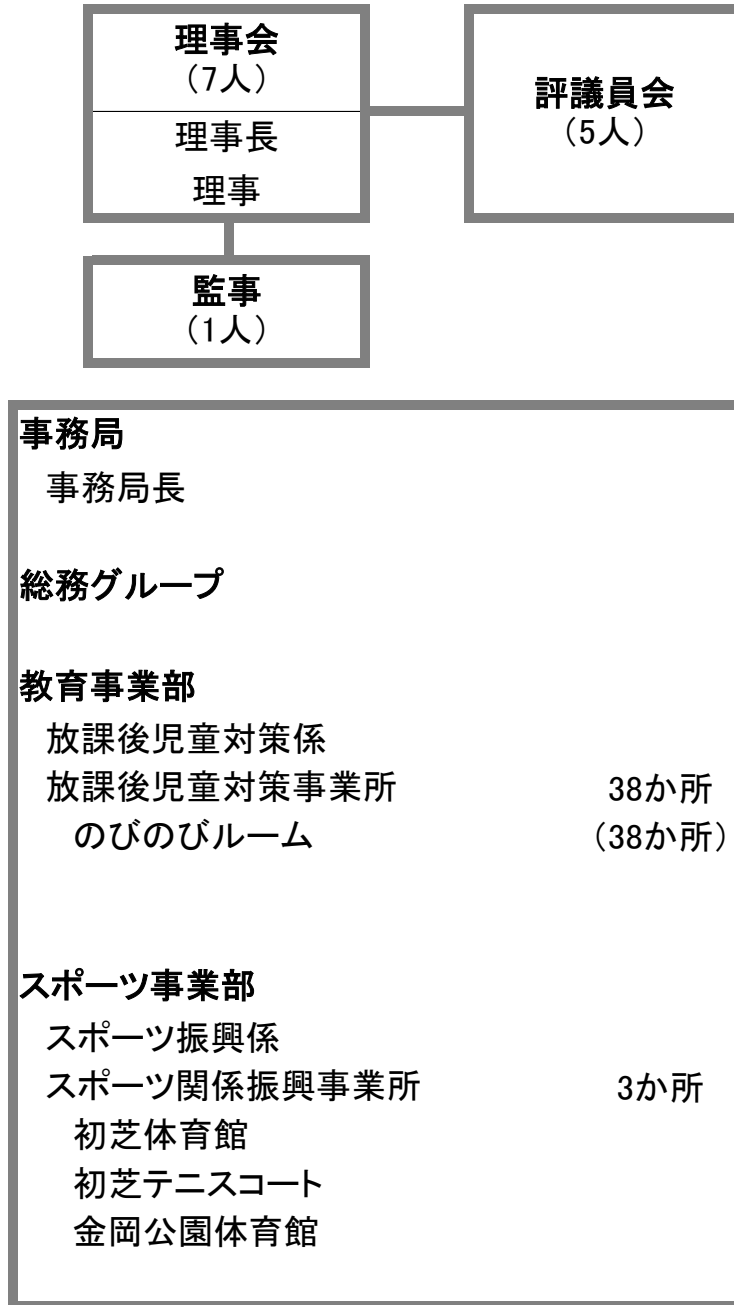 理事会
（7人）
理事長
理事
評議員会
（5人）
監事
（1人）
事務局
事務局長
総務グループ
教育事業部
放課後児童対策係
放課後児童対策事業所 38か所
のびのびルーム （38か所）
スポーツ事業部
スポーツ振興係
スポーツ関係振興事業所 3か所
初芝体育館
初芝テニスコート
金岡公園体育館